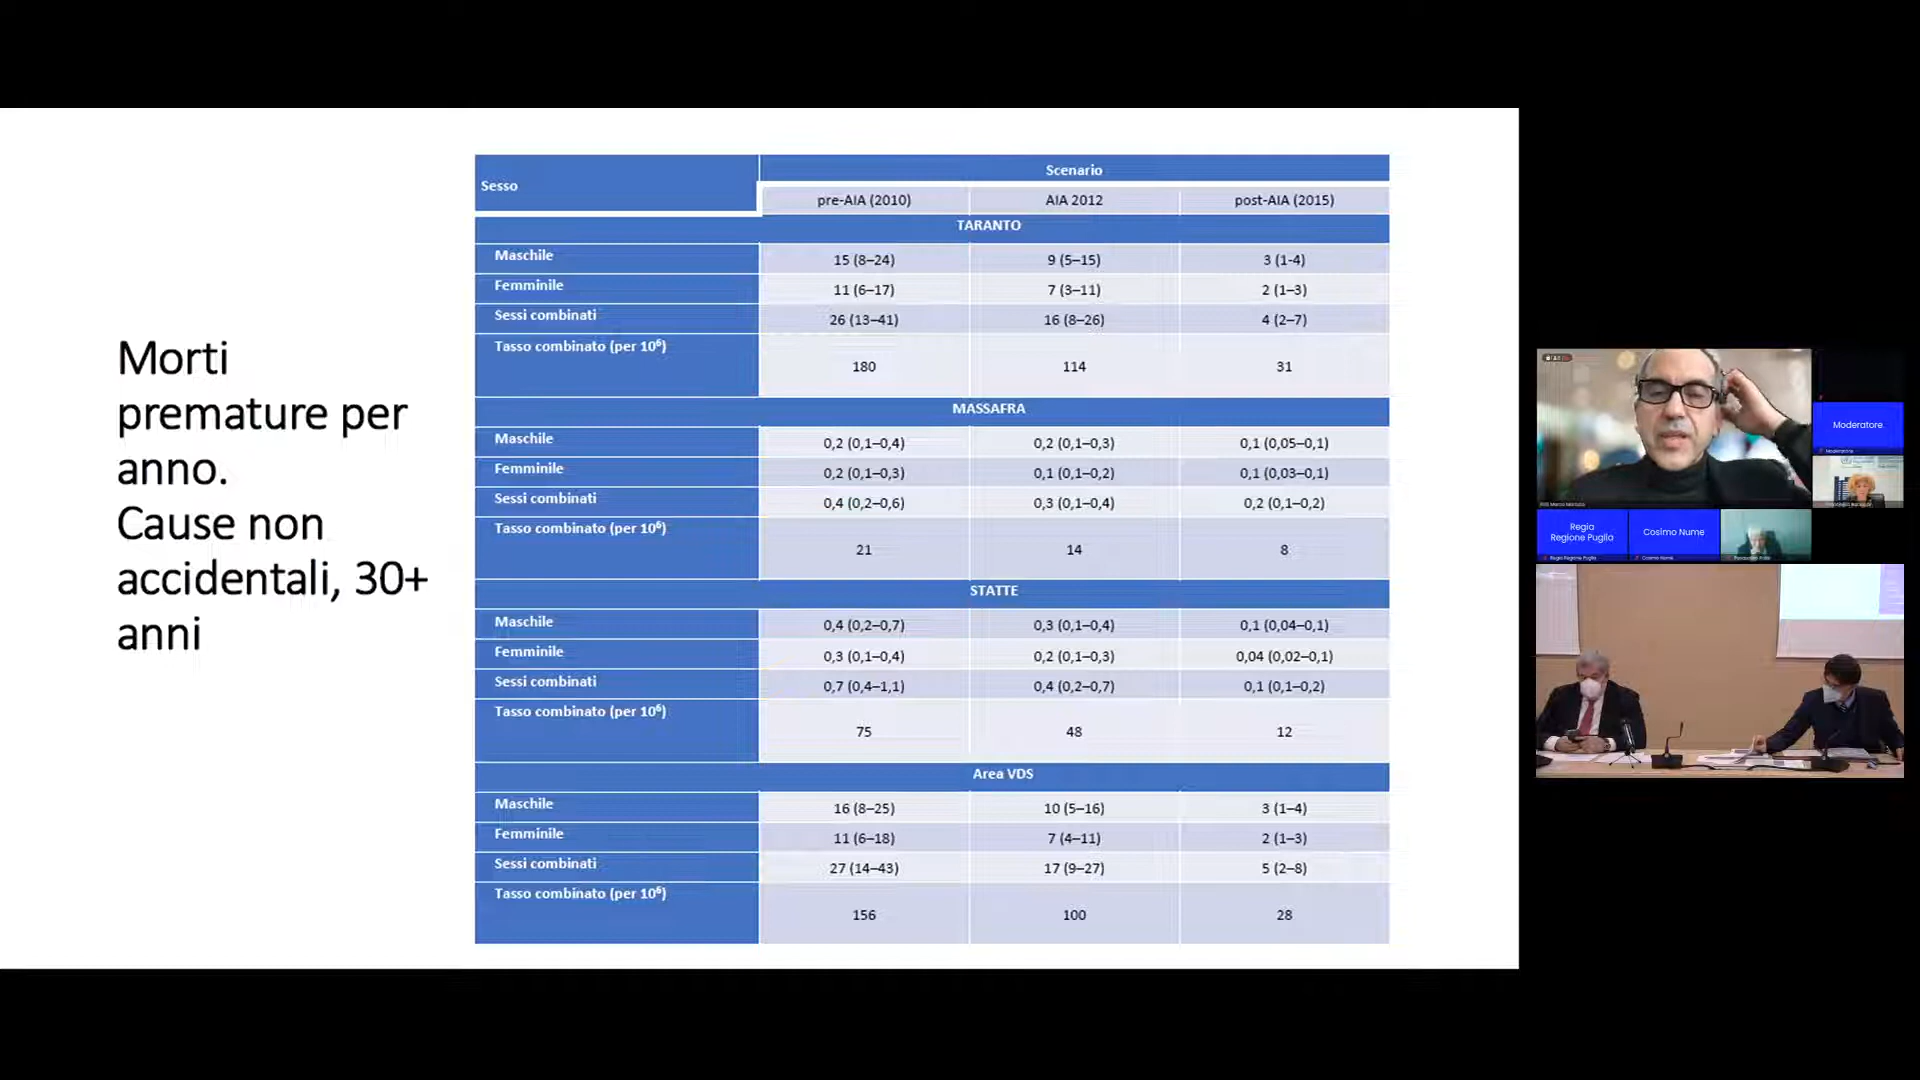 Morti
premature per
anno.
Cause non
accidentali, 30+
anni
Sesso
Scenario
pre-AIA (2010) AIA 2012 post-AIA (2015)
TARANTO
Maschile 15 (8–24) 9 (5–15) 3 (1-4)
Femminile 11 (6–17) 7 (3–11) 2 (1–3)
Sessi combinati 26 (13–41) 16 (8–26) 4 (2–7)
Tasso combinato (per 10⁶) 180 114 31
MASSAFRA
Maschile 0,2 (0,1–0,4) 0,2 (0,1–0,3) 0,1 (0,05–0,1)
Femminile 0,2 (0,1–0,3) 0,1 (0,1–0,2) 0,1 (0,03–0,1)
Sessi combinati 0,4 (0,2–0,6) 0,3 (0,1–0,4) 0,2 (0,1–0,2)
Tasso combinato (per 10⁶) 21 14 8
STATTE
Maschile 0,4 (0,2–0,7) 0,3 (0,1–0,4) 0,1 (0,04–0,1)
Femminile 0,3 (0,1–0,4) 0,2 (0,1–0,3) 0,04 (0,02–0,1)
Sessi combinati 0,7 (0,4–1,1) 0,4 (0,2–0,7) 0,1 (0,1–0,2)
Tasso combinato (per 10⁶) 75 48 12
Area VDS
Maschile 16 (8–25) 10 (5–16) 3 (1–4)
Femminile 11 (6–18) 7 (4–11) 2 (1–3)
Sessi combinati 27 (14–43) 17 (9–27) 5 (2–8)
Tasso combinato (per 10⁶) 156 100 28
Moderatore
Moderatore
Regia
Regione Puglia
Cosimo Nume
Regia Regione Puglia
Cosimo Nume